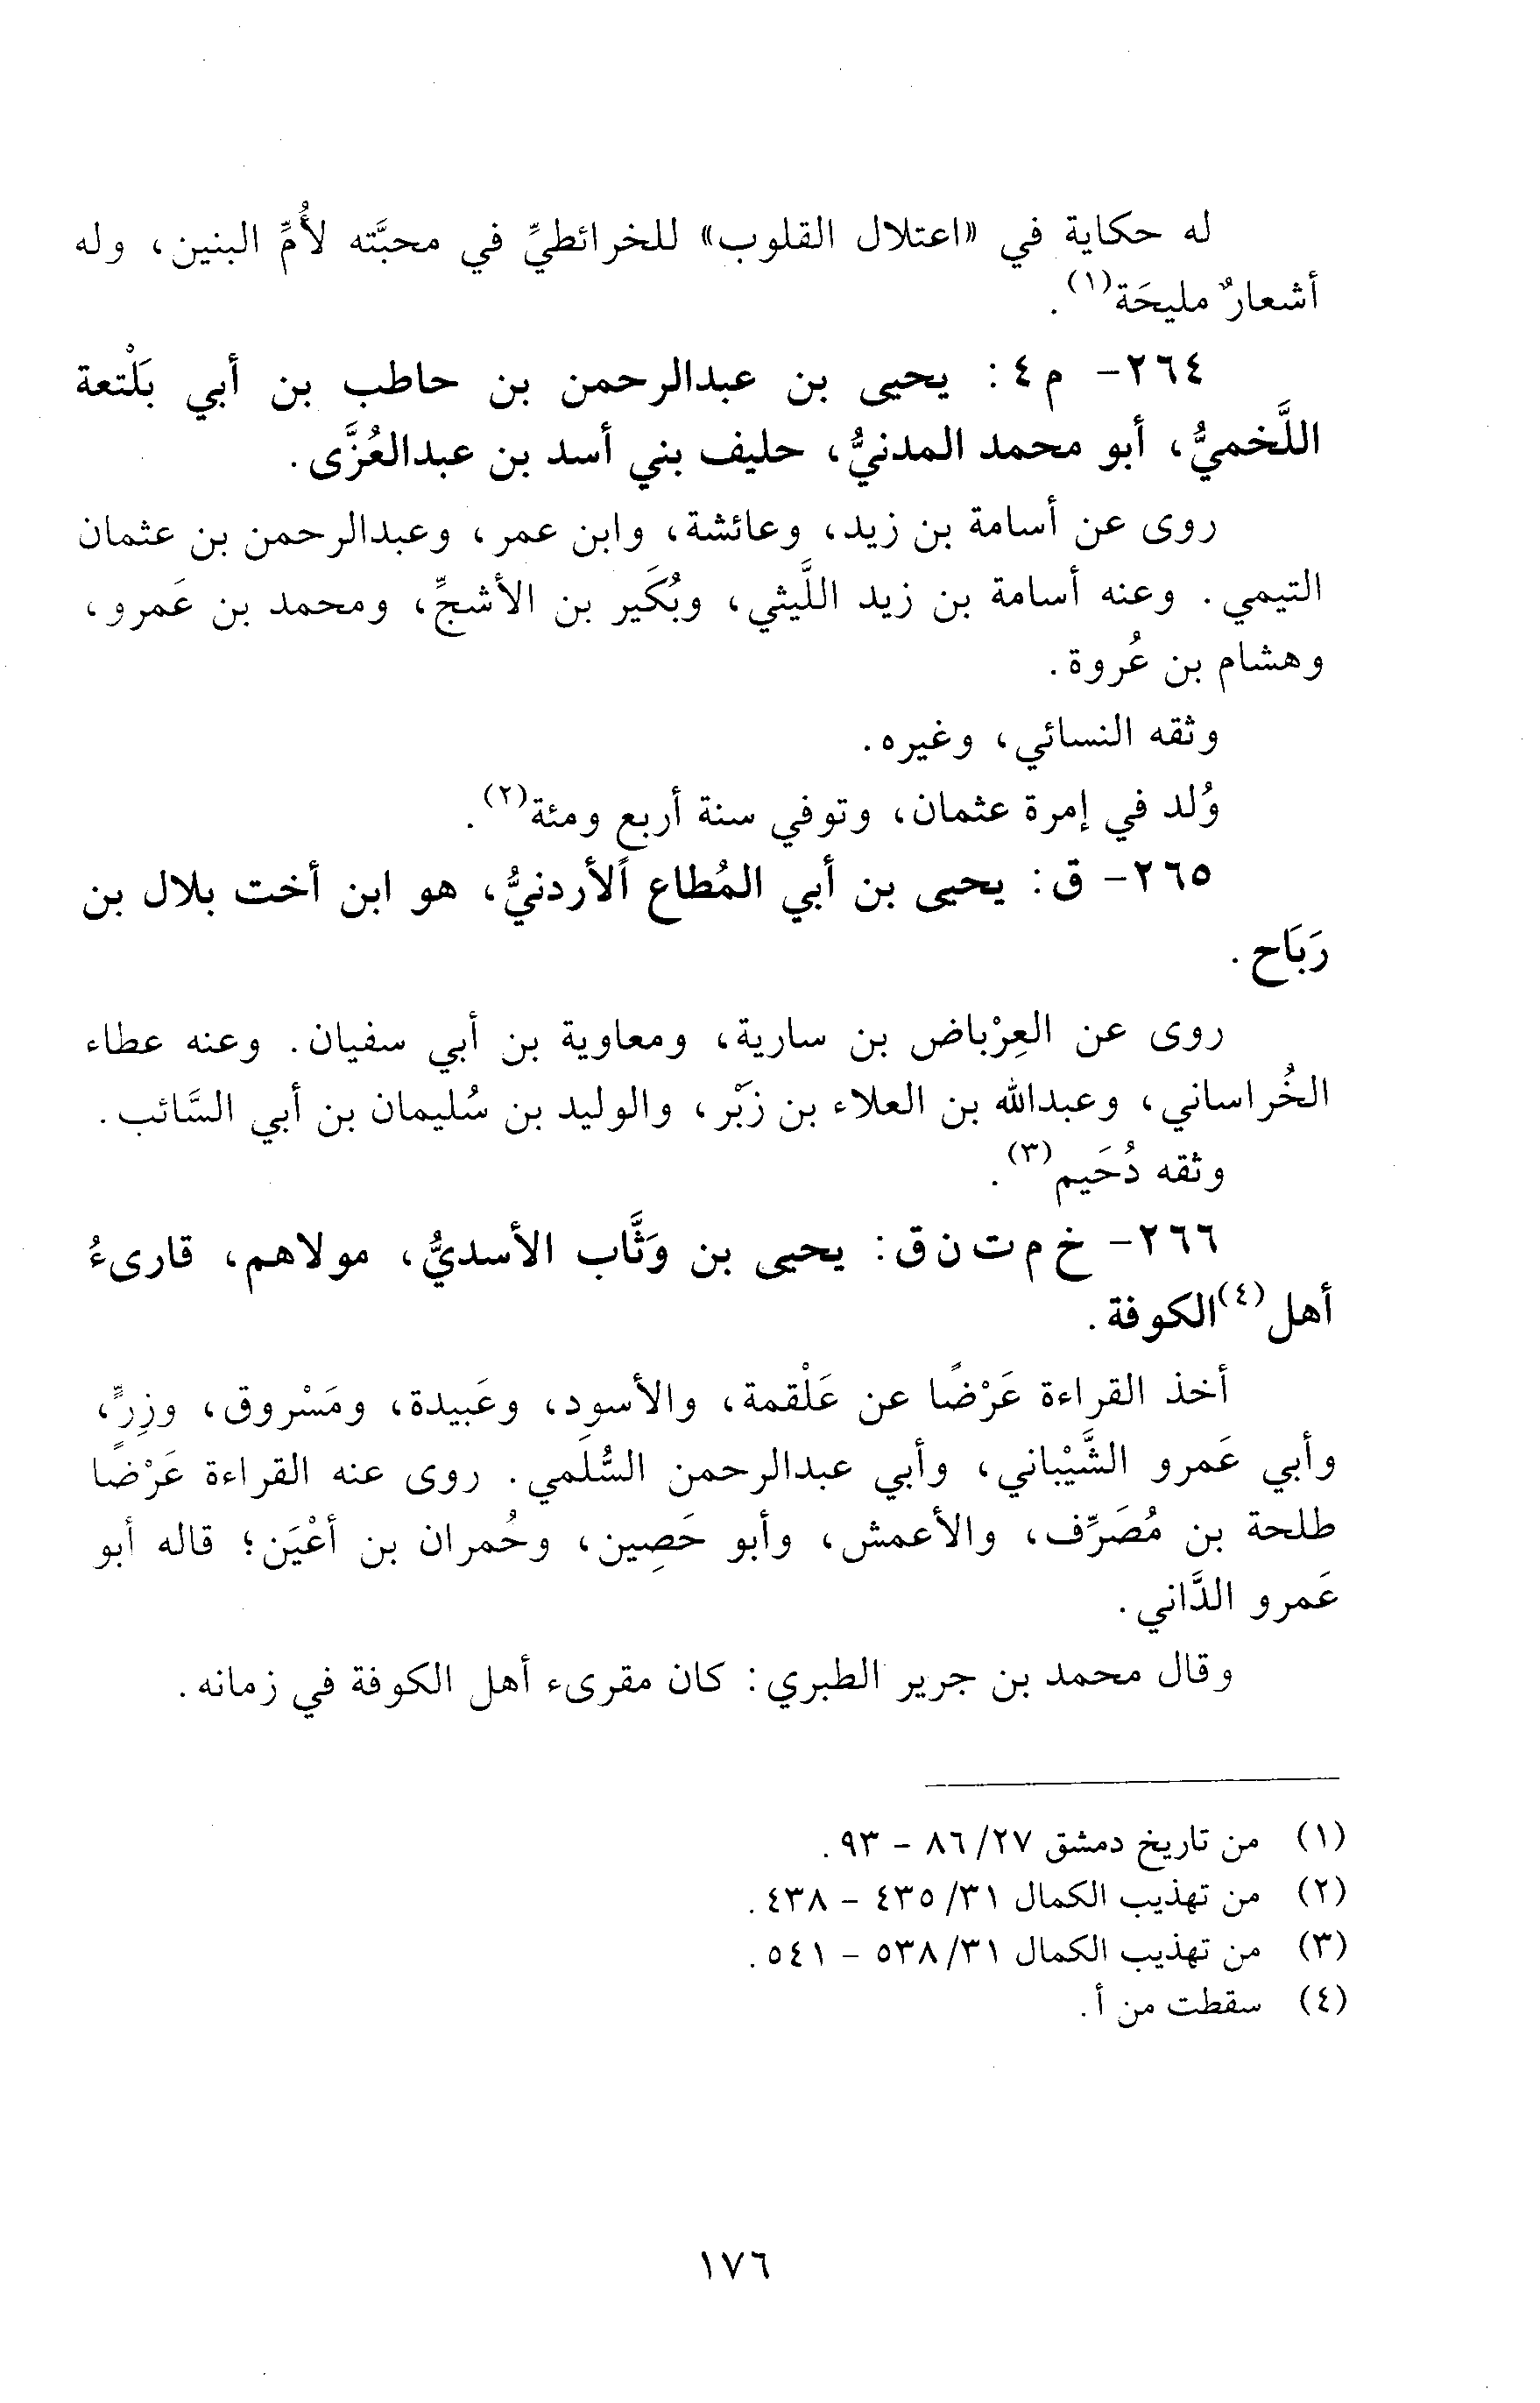 له حكاية في «اعتلال القلوب» للخرائطيِّ في محبَّته لأُمِّ البنين، وله
أشعارٌ مليحَة(١).
٢٦٤- م ٤: يحيى بن عبدالرحمن بن حاطب بن أبي بَلْتعة
اللَّخميُّ، أبو محمد المدنيُّ، حليف بني أسد بن عبدالعُزَّى.
روى عن أسامة بن زيد، وعائشة، وابن عمر، وعبدالرحمن بن عثمان
التيمي. وعنه أسامة بن زيد اللَّيثي، وبُكَير بن الأشجِّ، ومحمد بن عَمرو،
وهشام بن عُروة.
وثقه النسائي، وغيره.
وُلد في إمرة عثمان، وتوفي سنة أربع ومئة(٢).
٢٦٥- ق: يحيى بن أبي المُطاع الأردنيُّ، هو ابن أخت بلال بن
رَبَاح.
روى عن العِرْباض بن سارية، ومعاوية بن أبي سفيان. وعنه عطاء
الخُراساني، وعبدالله بن العلاء بن زَبْر، والوليد بن سُليمان بن أبي السَّائب.
وثقه دُحَيم(٣).
٢٦٦- خ م ت ن ق: يحيى بن وَثَّاب الأسديُّ، مولاهم، قارىءُ
أهل(٤) الكوفة.
أخذ القراءة عَرْضًا عن عَلْقمة، والأسود، وعَبيدة، ومَسْروق، وزِرٍّ،
وأبي عَمرو الشَّيْباني، وأبي عبدالرحمن السُّلَمي. روى عنه القراءة عَرْضًا
طلحة بن مُصَرِّف، والأعمش، وأبو حَصِين، وحُمران بن أعْيَن؛ قاله أبو
عَمرو الدَّاني.
وقال محمد بن جرير الطبري: كان مقرىء أهل الكوفة في زمانه.
(١) من تاريخ دمشق ٢٧/ ٨٦ - ٩٣.
(٢) من تهذيب الكمال ٣١/ ٤٣٥ - ٤٣٨.
(٣) من تهذيب الكمال ٣١/ ٥٣٨ - ٥٤١.
(٤) سقطت من أ.
١٧٦